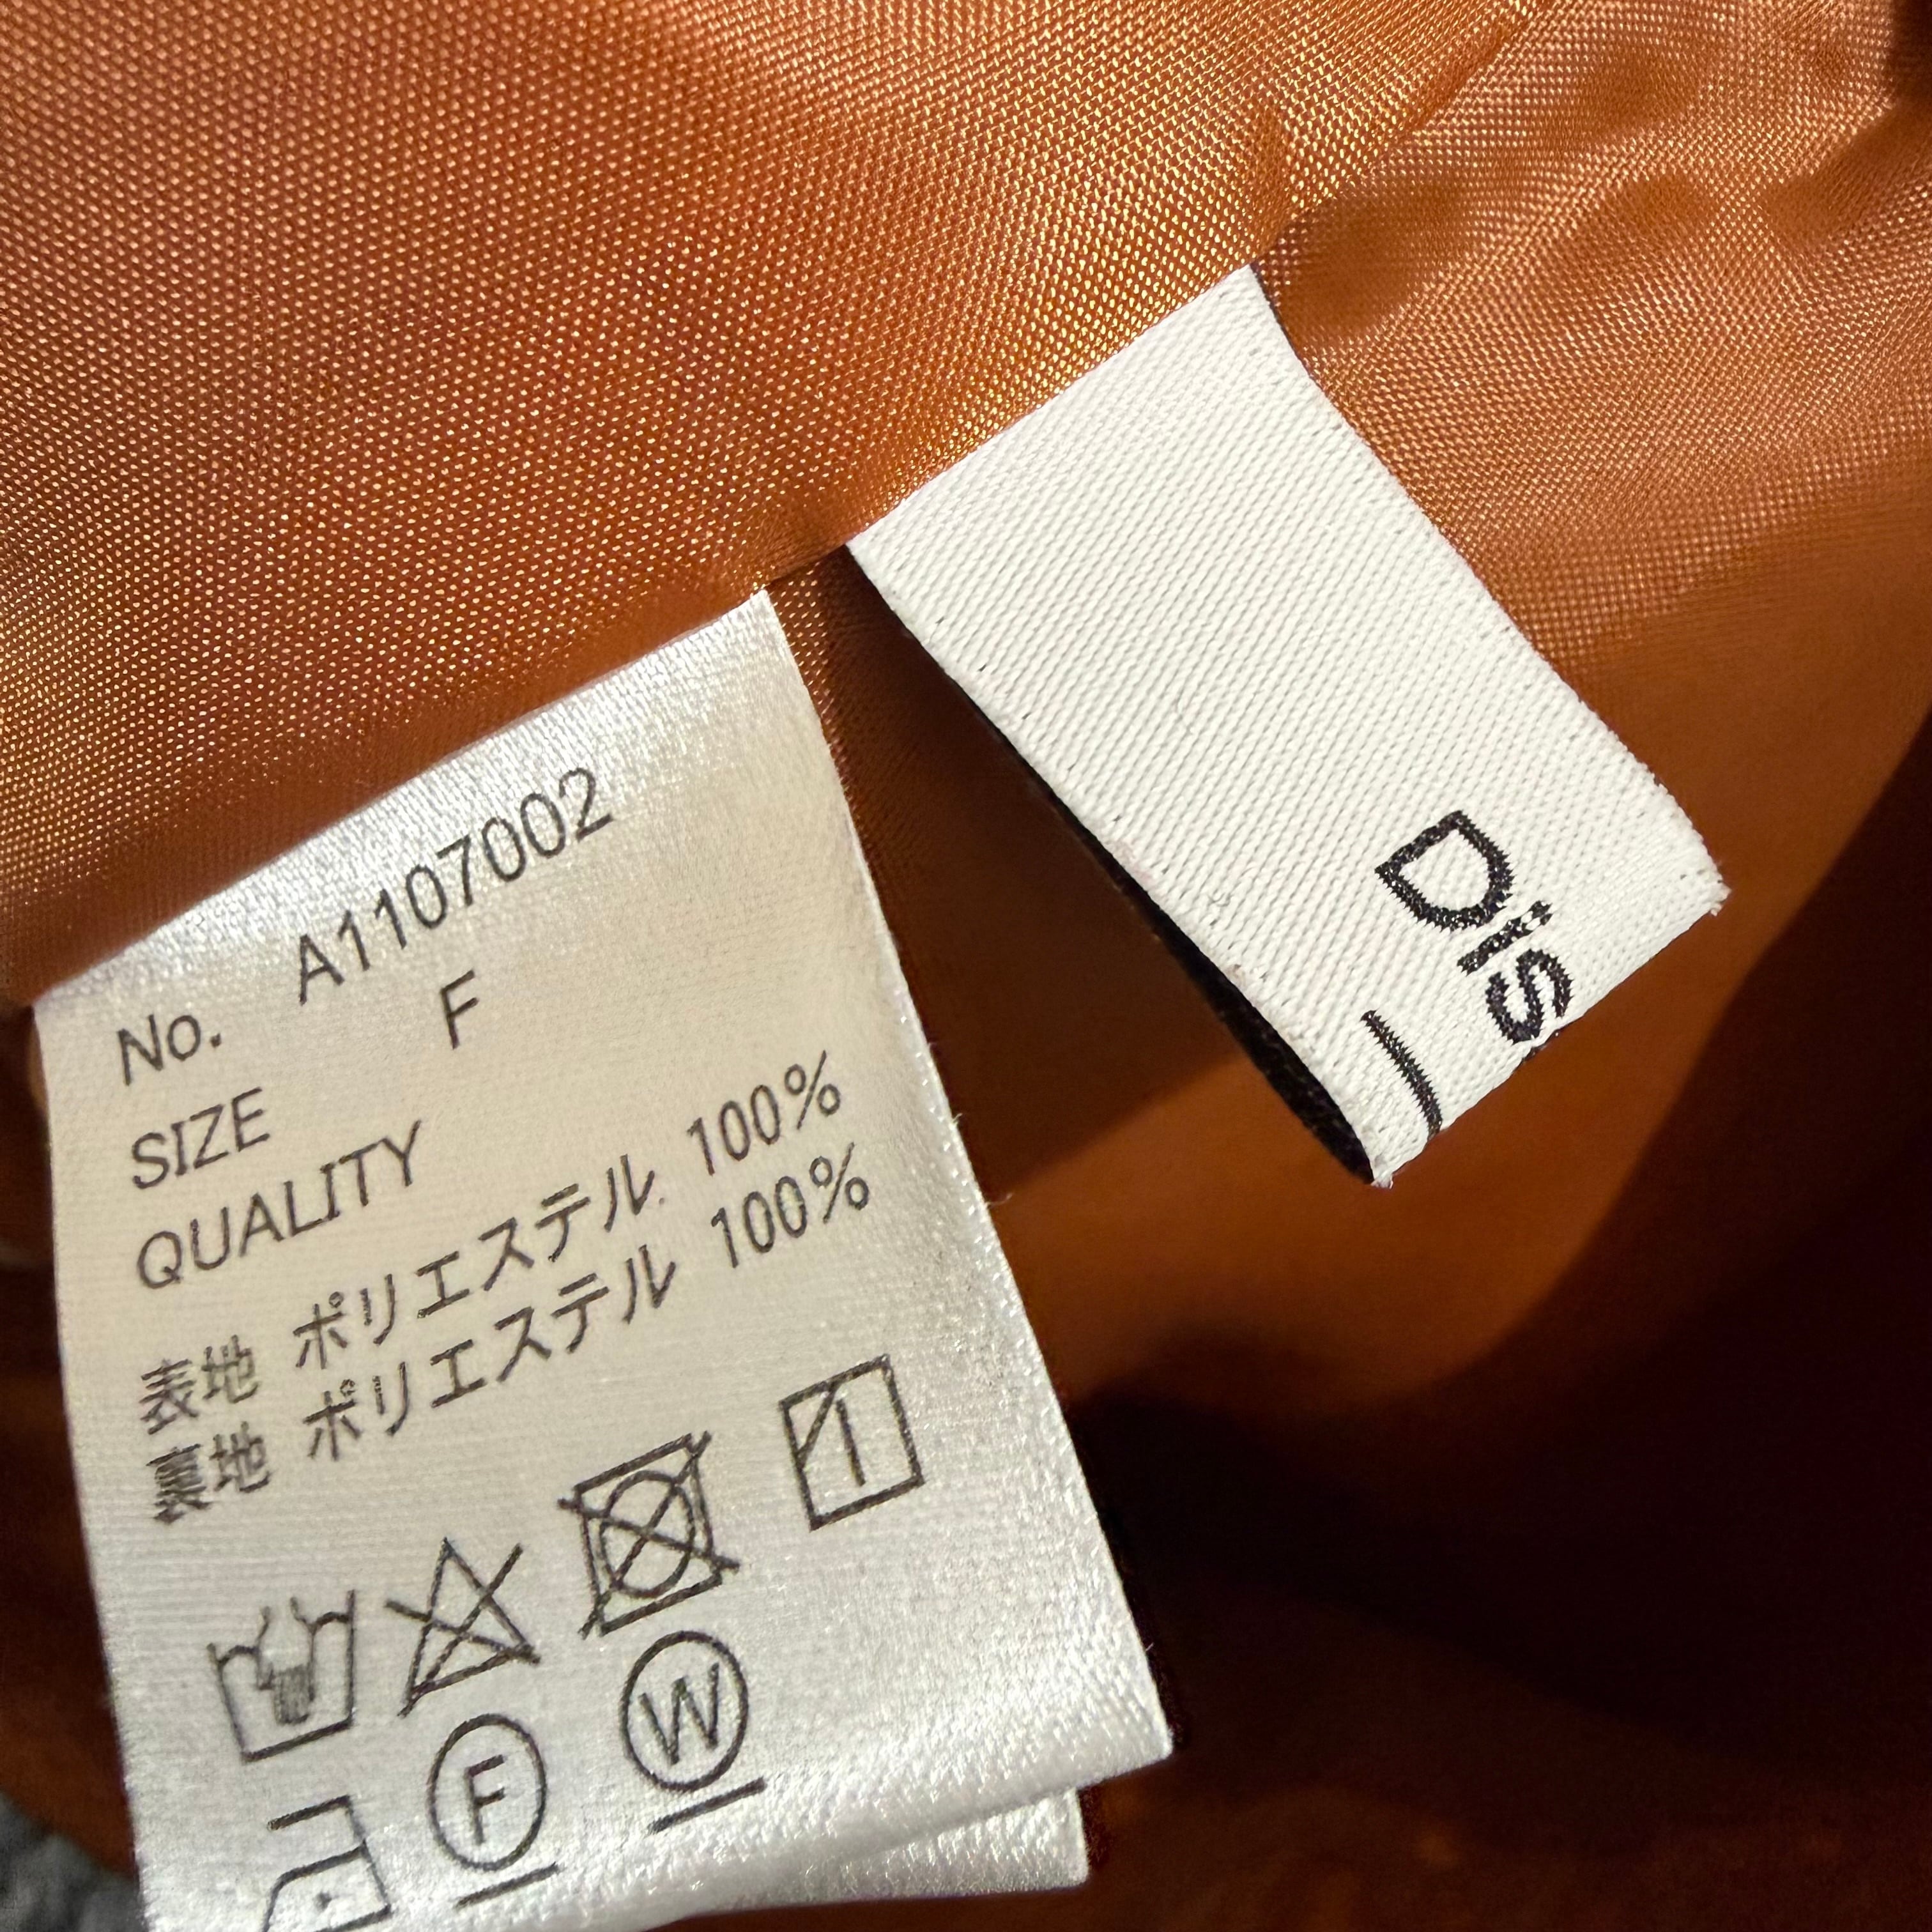 No. A1107002
SIZE F
QUALITY
表地 ポリエステル 100%
裏地 ポリエステル 100%
F
W
Dis